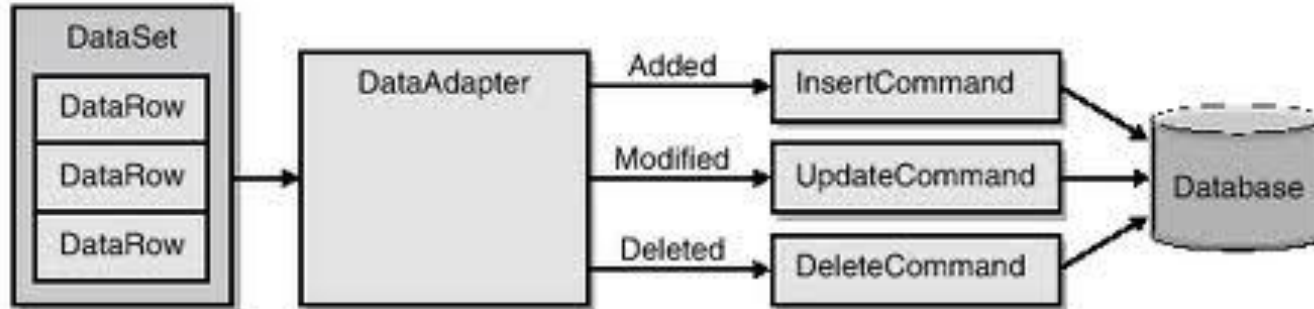 DataSet
DataRow
DataRow
DataRow
DataAdapter
Added
Modified
Deleted
InsertCommand
UpdateCommand
DeleteCommand
Database